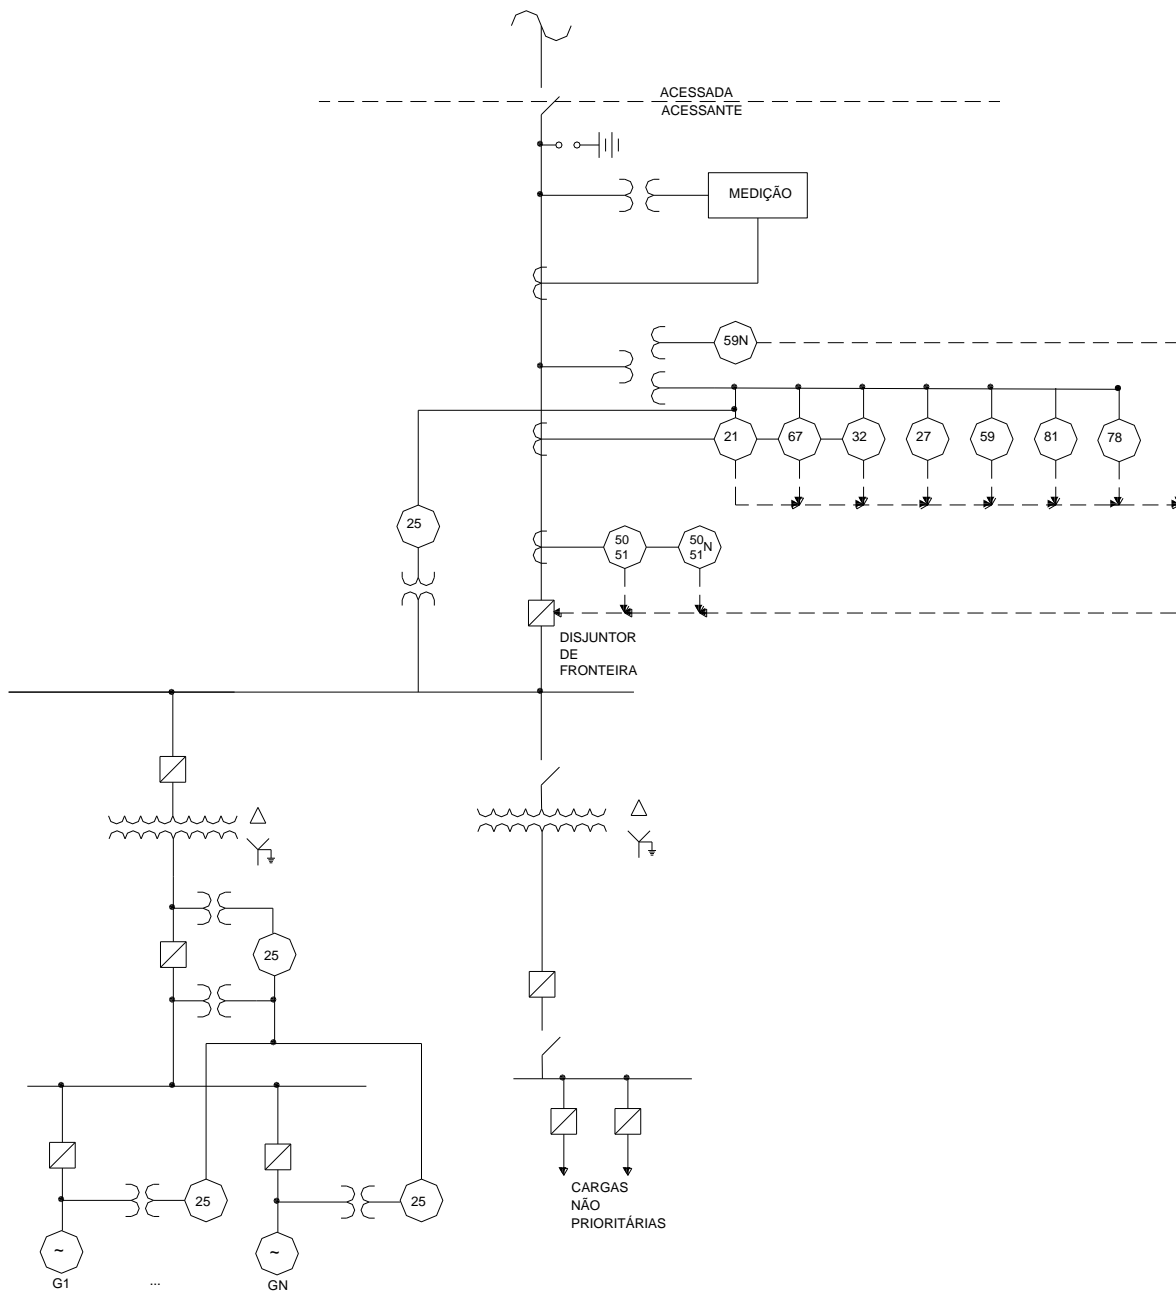 ACESSADA
ACESSANTE
MEDIÇÃO
59N
21
67
32
27
59
81
78
25
50
51
50
51 N
DISJUNTOR
DE
FRONTEIRA
25
25
25
CARGAS
NÃO
PRIORITÁRIAS
~
~
G1
...
GN